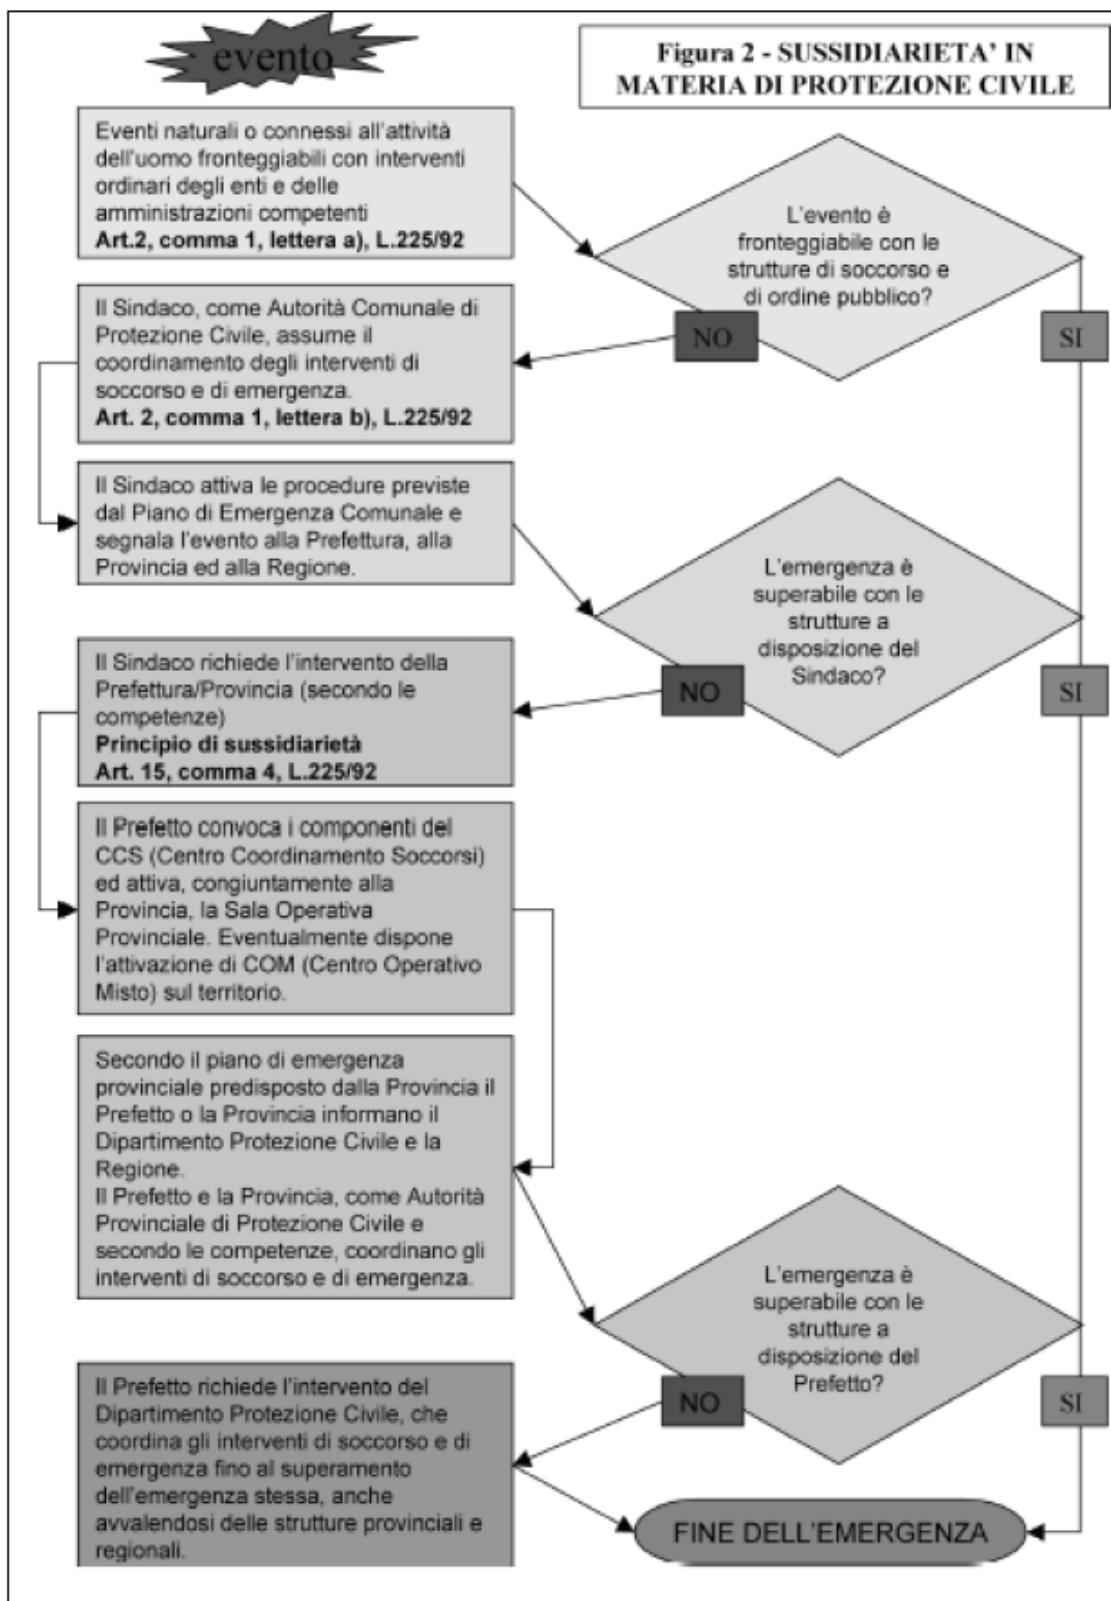 evento
Figura 2 - SUSSIDIARIETA' IN
MATERIA DI PROTEZIONE CIVILE
Eventi naturali o connessi all'attività
dell'uomo fronteggiabili con interventi
ordinari degli enti e delle
amministrazioni competenti
Art.2, comma 1, lettera a), L.225/92
L'evento è
fronteggiabile con le
strutture di soccorso e
di ordine pubblico?
NO
SI
Il Sindaco, come Autorità Comunale di
Protezione Civile, assume il
coordinamento degli interventi di
soccorso e di emergenza.
Art. 2, comma 1, lettera b), L.225/92
Il Sindaco attiva le procedure previste
dal Piano di Emergenza Comunale e
segnala l'evento alla Prefettura, alla
Provincia ed alla Regione.
L'emergenza è
superabile con le
strutture a
disposizione del
Sindaco?
NO
SI
Il Sindaco richiede l'intervento della
Prefettura/Provincia (secondo le
competenze)
Principio di sussidiarietà
Art. 15, comma 4, L.225/92
Il Prefetto convoca i componenti del
CCS (Centro Coordinamento Soccorsi)
ed attiva, congiuntamente alla
Provincia, la Sala Operativa
Provinciale. Eventualmente dispone
l'attivazione di COM (Centro Operativo
Misto) sul territorio.
Secondo il piano di emergenza
provinciale predisposto dalla Provincia il
Prefetto o la Provincia informano il
Dipartimento Protezione Civile e la
Regione.
Il Prefetto e la Provincia, come Autorità
Provinciale di Protezione Civile e
secondo le competenze, coordinano gli
interventi di soccorso e di emergenza.
L'emergenza è
superabile con le
strutture a
disposizione del
Prefetto?
NO
SI
Il Prefetto richiede l'intervento del
Dipartimento Protezione Civile, che
coordina gli interventi di soccorso e di
emergenza fino al superamento
dell'emergenza stessa, anche
avvalendosi delle strutture provinciali e
regionali.
FINE DELL'EMERGENZA